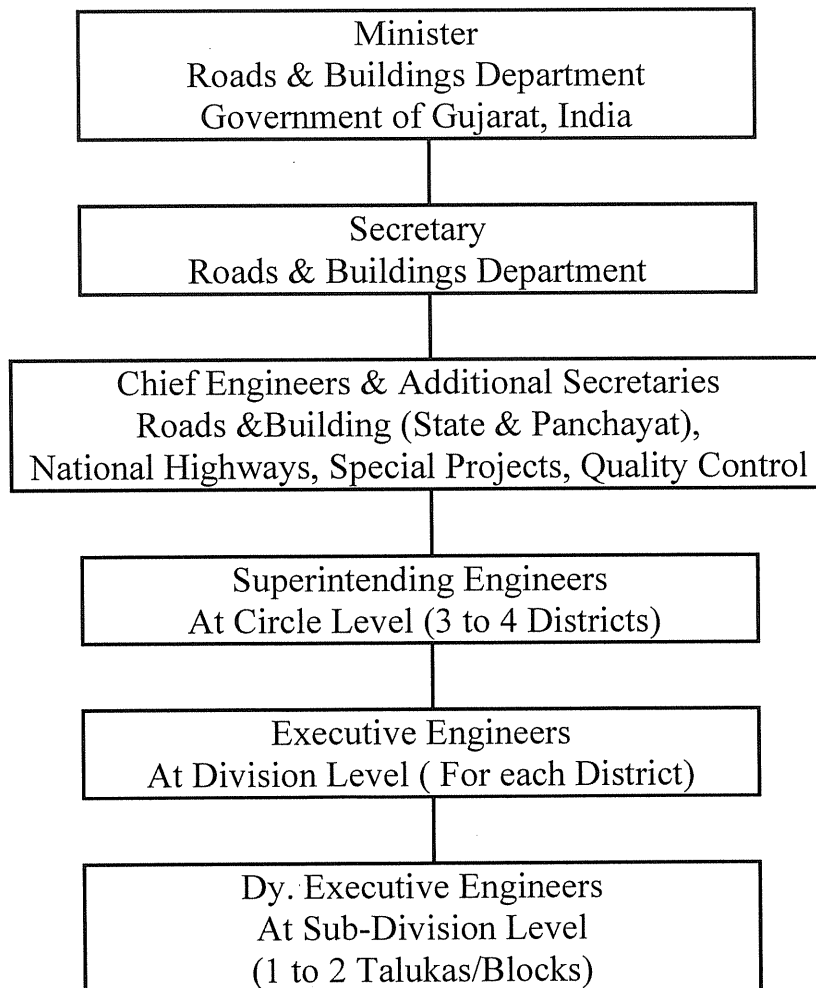 Minister
Roads & Buildings Department
Government of Gujarat, India
Secretary
Roads & Buildings Department
Chief Engineers & Additional Secretaries
Roads &Building (State & Panchayat),
National Highways, Special Projects, Quality Control
Superintending Engineers
At Circle Level (3 to 4 Districts)
Executive Engineers
At Division Level ( For each District)
Dy. Executive Engineers
At Sub-Division Level
(1 to 2 Talukas/Blocks)